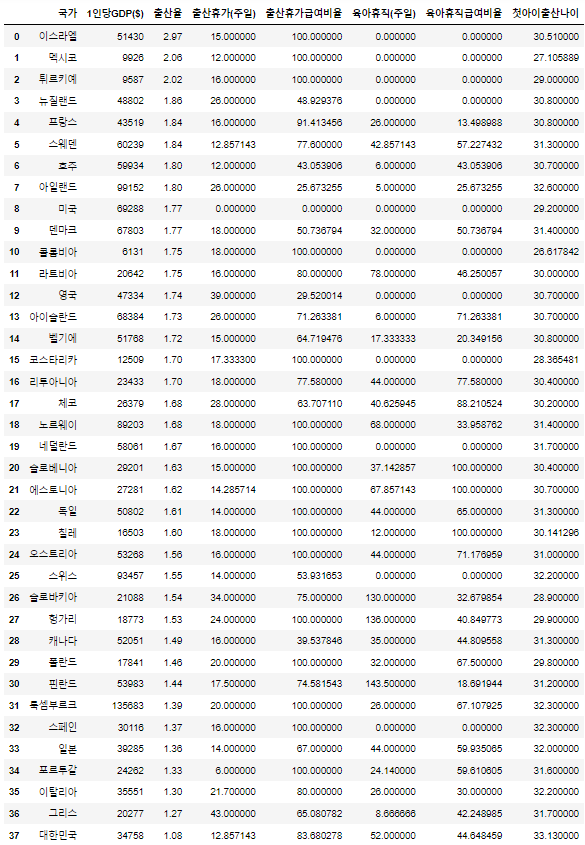 국가 1인당GDP($) 출산율 출산휴가(주일) 출산휴가급여비율 육아휴직(주일) 육아휴직급여비율 첫아이출산나이
0 이스라엘 51430 2.97 15.000000 100.000000 0.000000 0.000000 30.510000
1 멕시코 9926 2.06 12.000000 100.000000 0.000000 0.000000 27.105889
2 튀르키예 9587 2.02 16.000000 100.000000 0.000000 0.000000 29.000000
3 뉴질랜드 48802 1.86 26.000000 48.929376 0.000000 0.000000 30.800000
4 프랑스 43519 1.84 16.000000 91.413456 26.000000 13.498988 30.800000
5 스웨덴 60239 1.84 12.857143 77.600000 42.857143 57.227432 31.300000
6 호주 59934 1.80 12.000000 43.053906 6.000000 43.053906 30.700000
7 아일랜드 99152 1.80 26.000000 25.673255 5.000000 25.673255 32.600000
8 미국 69288 1.77 0.000000 0.000000 0.000000 0.000000 29.200000
9 덴마크 67803 1.77 18.000000 50.736794 32.000000 50.736794 31.400000
10 콜롬비아 6131 1.75 18.000000 100.000000 0.000000 0.000000 26.617842
11 라트비아 20642 1.75 16.000000 80.000000 78.000000 46.250057 30.000000
12 영국 47334 1.74 39.000000 29.520014 0.000000 0.000000 30.700000
13 아이슬란드 68384 1.73 26.000000 71.263381 6.000000 71.263381 30.700000
14 벨기에 51768 1.72 15.000000 64.719476 17.333333 20.349156 30.800000
15 코스타리카 12509 1.70 17.333300 100.000000 0.000000 0.000000 28.365481
16 리투아니아 23433 1.70 18.000000 77.580000 44.000000 77.580000 30.400000
17 체코 26379 1.68 28.000000 63.707110 40.625945 88.210524 30.200000
18 노르웨이 89203 1.68 18.000000 100.000000 68.000000 33.958762 31.400000
19 네덜란드 58061 1.67 16.000000 100.000000 0.000000 0.000000 31.700000
20 슬로베니아 29201 1.63 15.000000 100.000000 37.142857 100.000000 30.400000
21 에스토니아 27281 1.62 14.285714 100.000000 67.857143 100.000000 30.700000
22 독일 50802 1.61 14.000000 100.000000 44.000000 65.000000 31.300000
23 칠레 16503 1.60 18.000000 100.000000 12.000000 100.000000 30.141296
24 오스트리아 53268 1.56 16.000000 100.000000 44.000000 71.176959 31.000000
25 스위스 93457 1.55 14.000000 53.931653 0.000000 0.000000 32.200000
26 슬로바키아 21088 1.54 34.000000 75.000000 130.000000 32.679854 28.900000
27 헝가리 18773 1.53 24.000000 100.000000 136.000000 40.849773 29.900000
28 캐나다 52051 1.49 16.000000 39.537846 35.000000 44.809558 31.300000
29 폴란드 17841 1.46 20.000000 100.000000 32.000000 67.500000 29.800000
30 핀란드 53983 1.44 17.500000 74.581543 143.500000 18.691944 31.200000
31 룩셈부르크 135683 1.39 20.000000 100.000000 26.000000 67.107925 32.300000
32 스페인 30116 1.37 16.000000 100.000000 0.000000 0.000000 32.300000
33 일본 39285 1.36 14.000000 67.000000 44.000000 59.935065 32.000000
34 포르투갈 24262 1.33 6.000000 100.000000 24.140000 59.610605 31.600000
35 이탈리아 35551 1.30 21.700000 80.000000 26.000000 30.000000 32.200000
36 그리스 20277 1.27 43.000000 65.080782 8.666666 42.248985 31.700000
37 대한민국 34758 1.08 12.857143 83.680278 52.000000 44.648459 33.130000